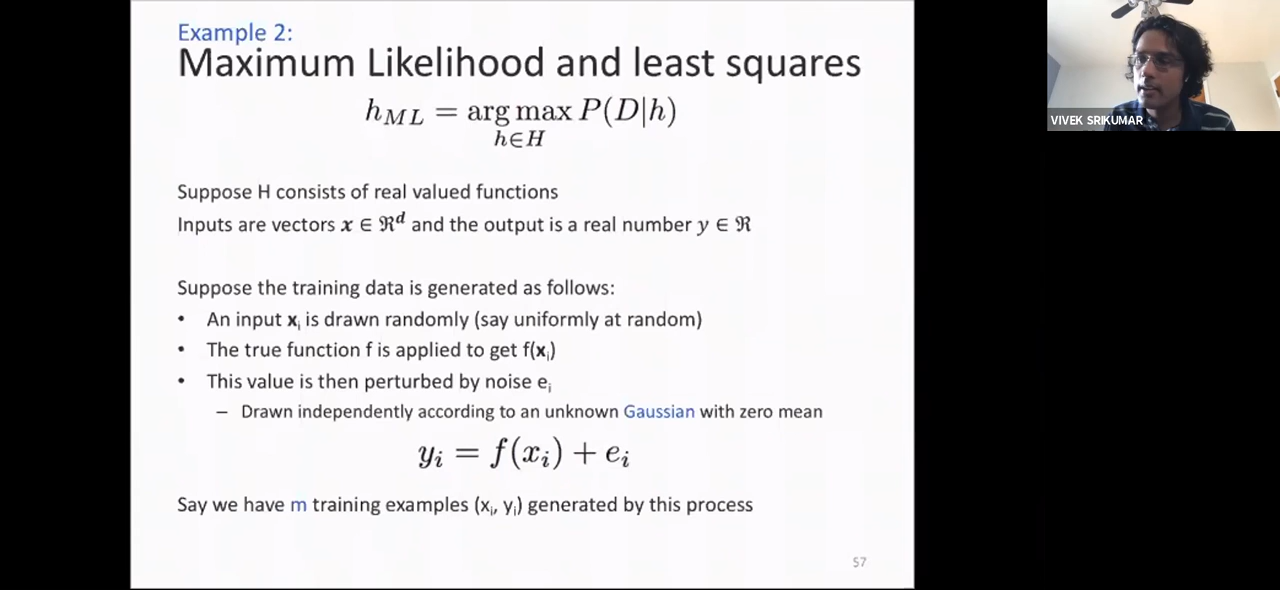 Example 2:
Maximum Likelihood and least squares
h_{ML} = arg max P(D|h)
h∈H
Suppose H consists of real valued functions
Inputs are vectors x ∈ ℜ^d and the output is a real number y ∈ ℜ
Suppose the training data is generated as follows:
• An input x_i is drawn randomly (say uniformly at random)
• The true function f is applied to get f(x_i)
• This value is then perturbed by noise e_i
– Drawn independently according to an unknown Gaussian with zero mean
y_i = f(x_i) + e_i
Say we have m training examples (x_i, y_i) generated by this process
57
VIVEK SRIKUMAR